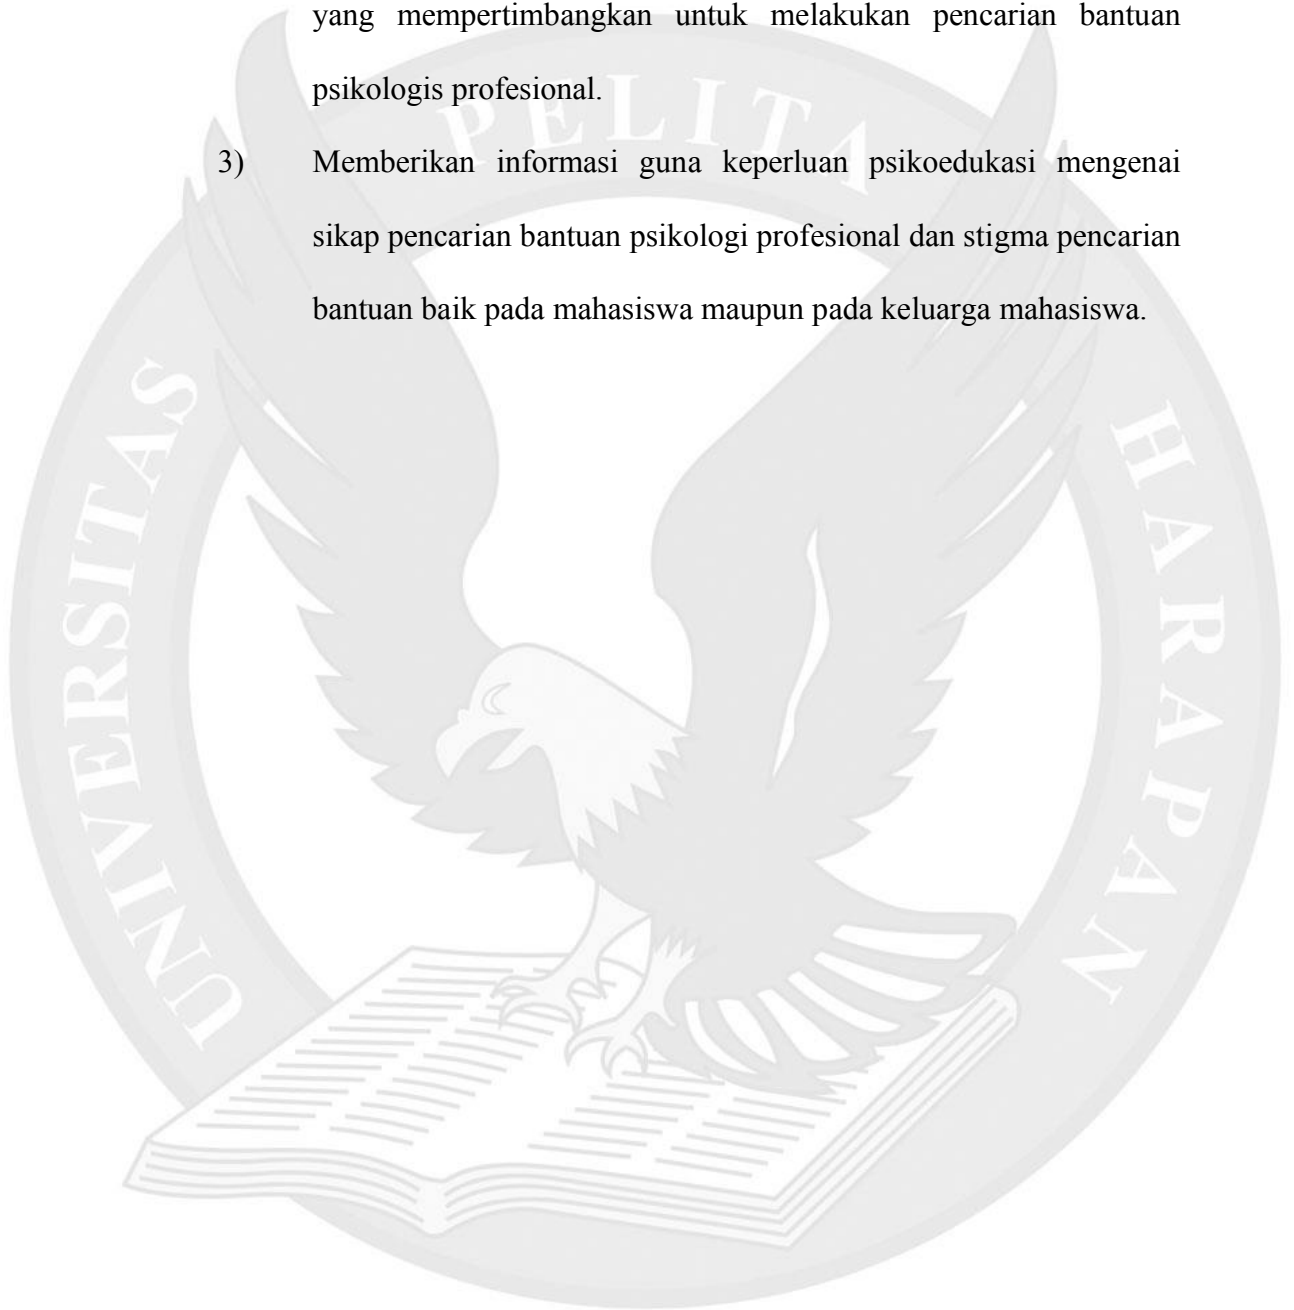 yang mempertimbangkan untuk melakukan pencarian bantuan
psikologis profesional.
3) Memberikan informasi guna keperluan psikoedukasi mengenai
sikap pencarian bantuan psikologi profesional dan stigma pencarian
bantuan baik pada mahasiswa maupun pada keluarga mahasiswa.
UNIVERSITAS PELITA HARAPAN